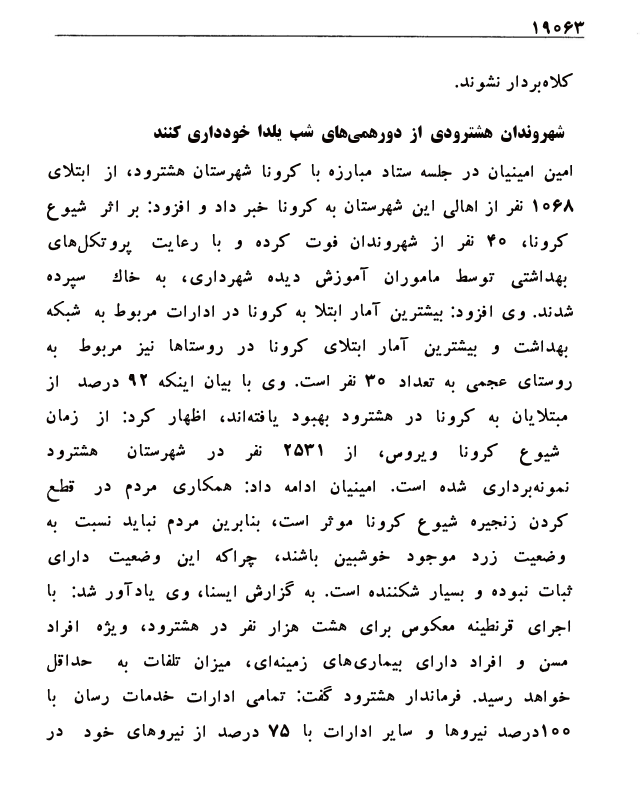 ۱۹۰۶۳
کلاه‌بردار نشوند.
شهروندان هشترودی از دورهمی‌های شب یلدا خودداری کنند
امین امینیان در جلسه ستاد مبارزه با کرونا شهرستان هشترود، از ابتلای
۱۰۶۸ نفر از اهالی این شهرستان به کرونا خبر داد و افزود: بر اثر شیوع
کرونا، ۴۰ نفر از شهروندان فوت کرده و با رعایت پروتکل‌های
بهداشتی توسط ماموران آموزش دیده شهرداری، به خاك سپرده
شدند. وی افزود: بیشترین آمار ابتلا به کرونا در ادارات مربوط به شبکه
بهداشت و بیشترین آمار ابتلای کرونا در روستاها نیز مربوط به
روستای عجمی به تعداد ۳۰ نفر است. وی با بیان اینکه ۹۲ درصد از
مبتلایان به کرونا در هشترود بهبود یافته‌اند، اظهار کرد: از زمان
شیوع کرونا ویروس، از ۲۵۳۱ نفر در شهرستان هشترود
نمونه‌برداری شده است. امینیان ادامه داد: همکاری مردم در قطع
کردن زنجیره شیوع کرونا موثر است، بنابرین مردم نباید نسبت به
وضعیت زرد موجود خوشبین باشند، چراکه این وضعیت دارای
ثبات نبوده و بسیار شکننده است. به گزارش ایسنا، وی یادآور شد: با
اجرای قرنطینه معکوس برای هشت هزار نفر در هشترود، ویژه افراد
مسن و افراد دارای بیماری‌های زمینه‌ای، میزان تلفات به حداقل
خواهد رسید. فرماندار هشترود گفت: تمامی ادارات خدمات رسان با
۱۰۰درصد نیروها و سایر ادارات با ۷۵ درصد از نیروهای خود در